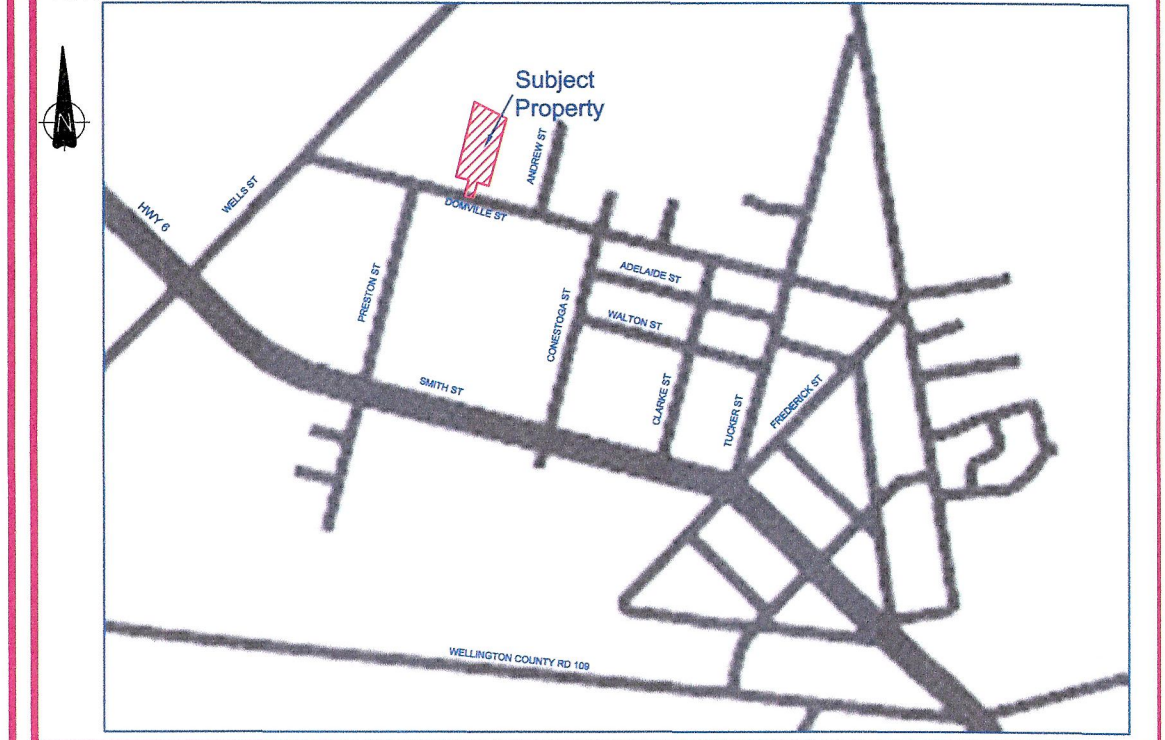 Subject
Property
N
ANDREW ST
WELLS ST
HWY 6
DOMVILLE ST
PRESTON ST
ADELAIDE ST
CONESTOGA ST
WALTON ST
SMITH ST
CLARKE ST
TUCKER ST
FREDERICK ST
WELLINGTON COUNTY RD 109